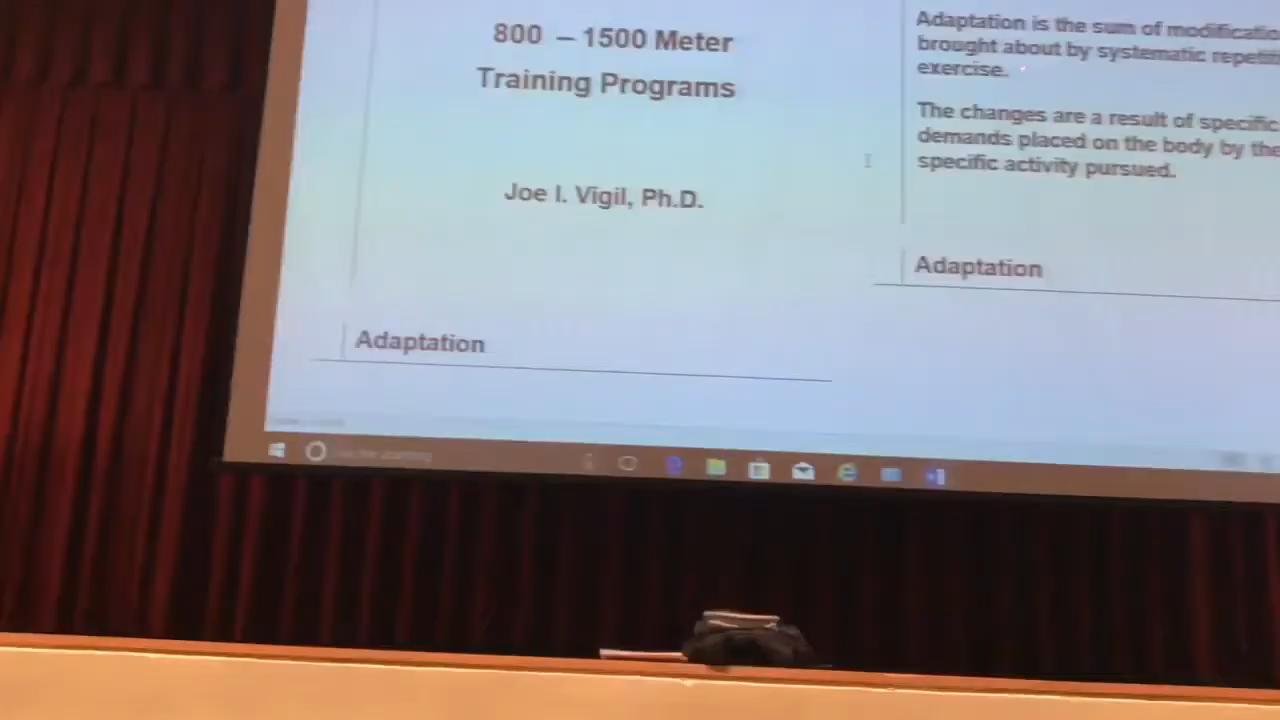 800 – 1500 Meter
Training Programs
Joe I. Vigil, Ph.D.
Adaptation
Adaptation is the sum of
brought about by systematic
exercise.
The changes are a result of specific
demands placed on the body by the
specific activity pursued.
Adaptation